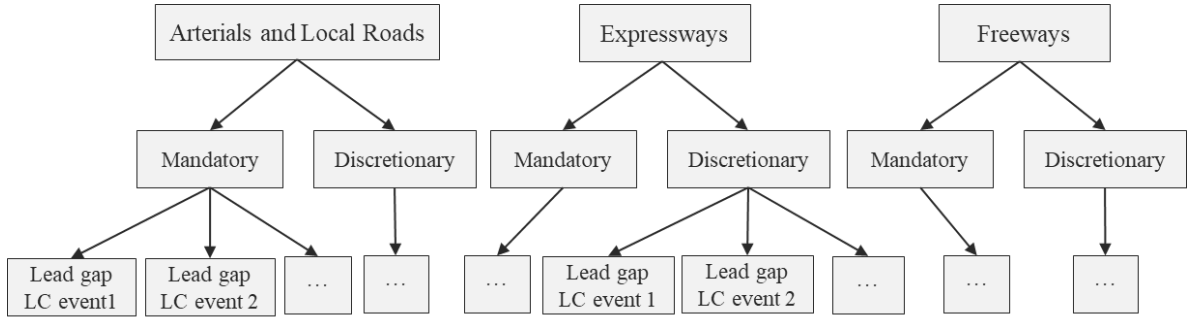 Arterials and Local Roads
Expressways
Freeways
Mandatory
Discretionary
Mandatory
Discretionary
Mandatory
Discretionary
Lead gap
LC event1
Lead gap
LC event 2
...
...
...
Lead gap
LC event 1
Lead gap
LC event 2
...
...
...